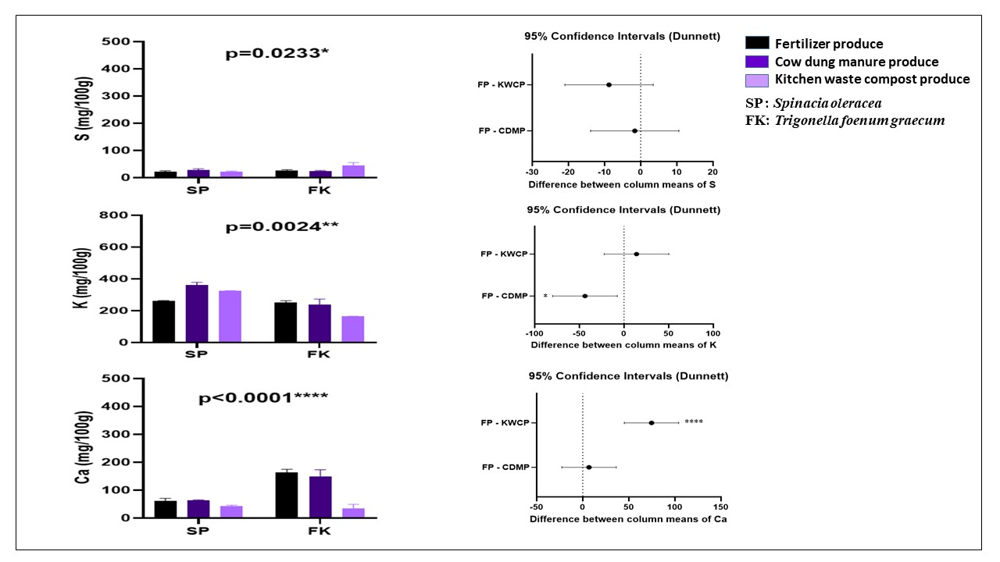 500
400
300
200
100
0
S (mg/100g)
p=0.0233*
SP
FK
95% Confidence Intervals (Dunnett)
FP - KWCP
FP - CDMP
-30
-20
-10
0
10
20
Difference between column means of S
Fertilizer produce
Cow dung manure produce
Kitchen waste compost produce
SP: Spinacia oleracea
FK: Trigonella foenum graecum
800
600
400
200
0
K (mg/100g)
p=0.0024**
SP
FK
95% Confidence Intervals (Dunnett)
FP - KWCP
FP - CDMP
*
-100
-50
0
50
100
Difference between column means of K
500
400
300
200
100
0
Ca (mg/100g)
p<0.0001****
SP
FK
95% Confidence Intervals (Dunnett)
FP - KWCP
****
FP - CDMP
-50
0
50
100
150
Difference between column means of Ca